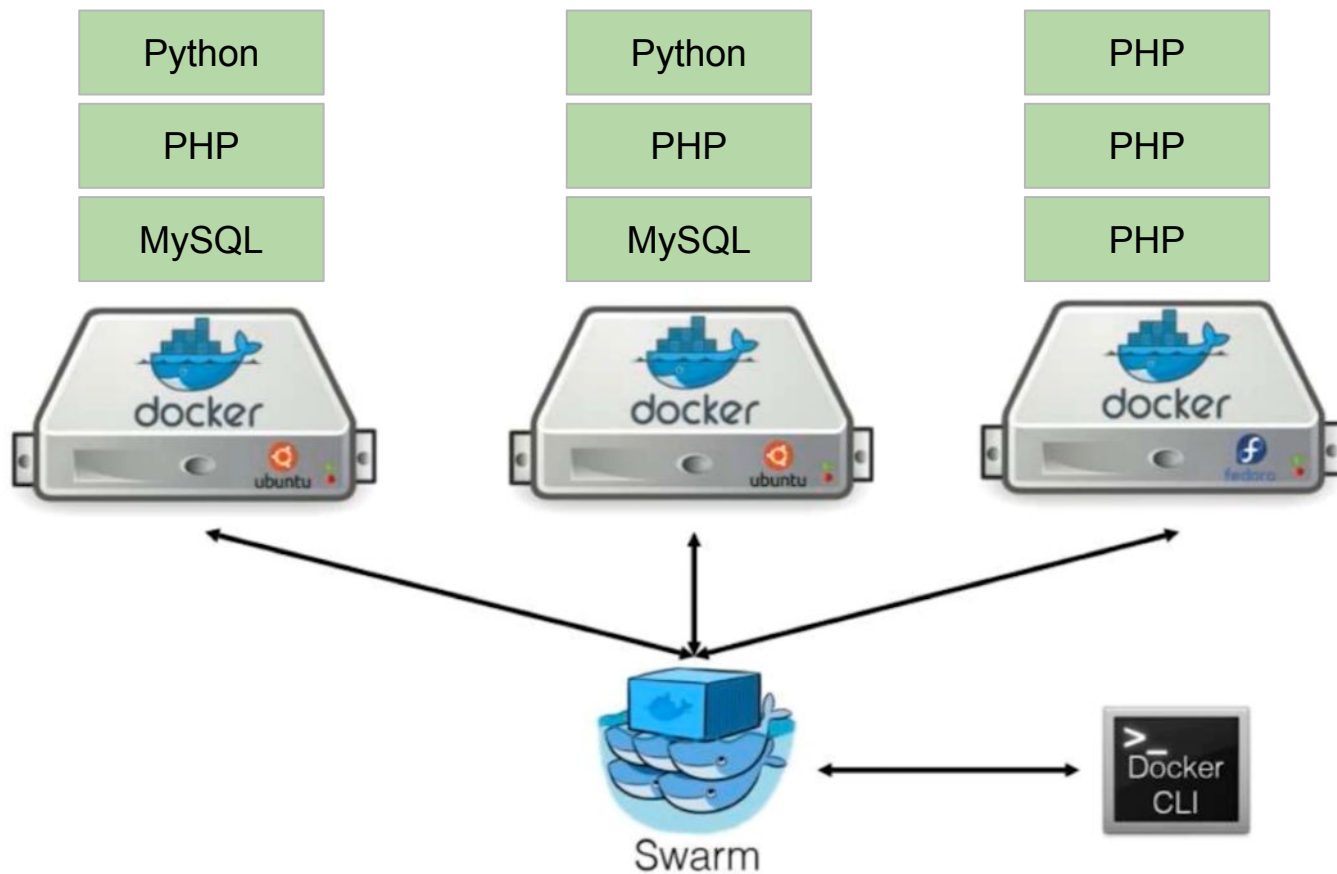 Python
Python
PHP
PHP
PHP
PHP
MySQL
MySQL
PHP
docker
docker
docker
ubuntu
ubuntu
fedora
>_
Docker
CLI
Swarm